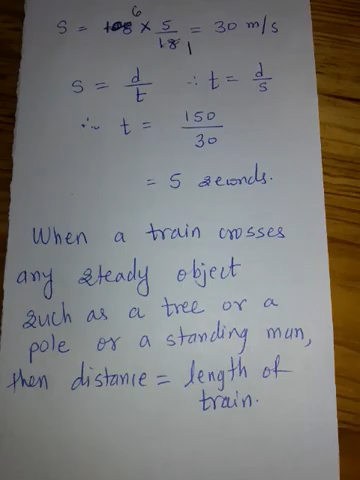 S = 108 6 × 5/18 1 = 30 m/s
S = d/t ∴ t = d/s
∴ t = 150/30
= 5 seconds.
When a train crosses
any steady object
such as a tree or a
pole or a standing man,
then distance = length of
train.